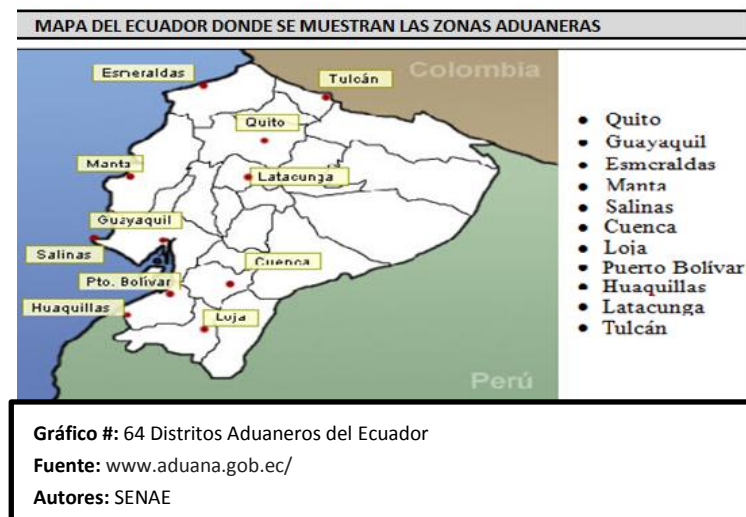 MAPA DEL ECUADOR DONDE SE MUESTRAN LAS ZONAS ADUANERAS
Esmeraldas
Tulcán
Colombia
Quito
Manta
Latacunga
Guayaquil
Salinas
Cuenca
Pto. Bolívar
Huaquillas
Loja
Perú
• Quito
• Guayaquil
• Esmeraldas
• Manta
• Salinas
• Cuenca
• Loja
• Puerto Bolívar
• Huaquillas
• Latacunga
• Tulcán
Gráfico #: 64 Distritos Aduaneros del Ecuador
Fuente: www.aduana.gob.ec/
Autores: SENAE